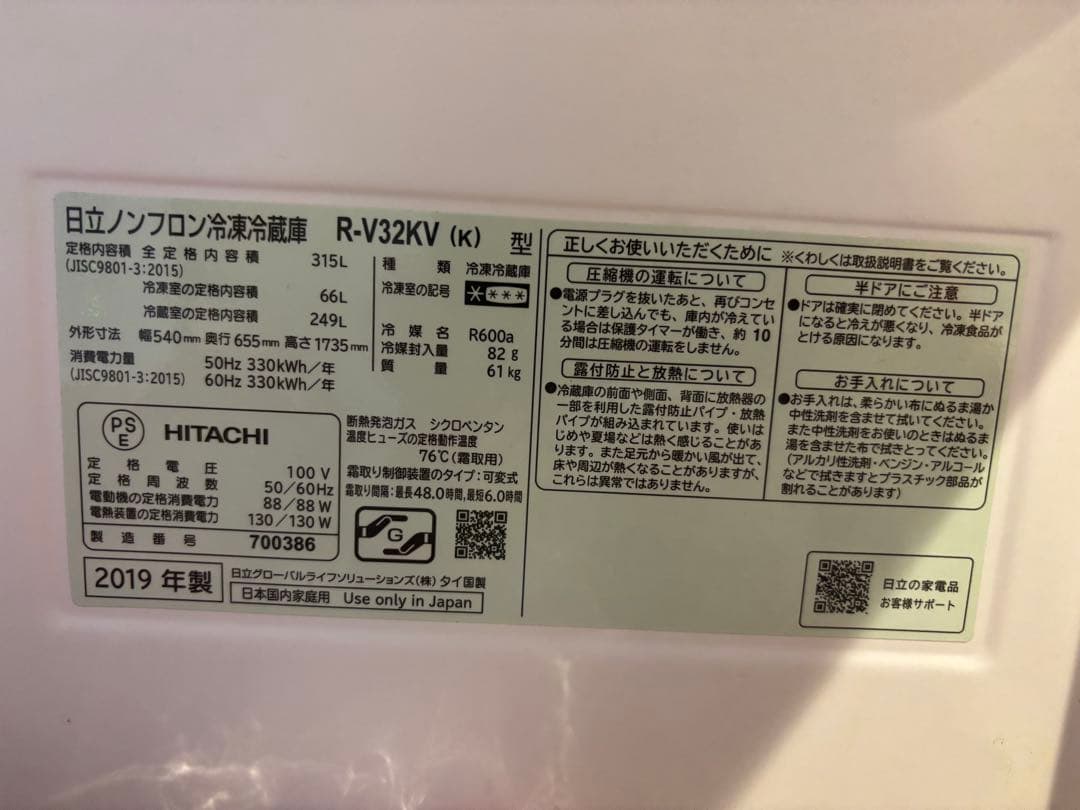 日立ノンフロン冷凍冷蔵庫 R-V32KV (K) 型
定格内容積 全定格内容積 315L
(JISC9801-3:2015)
冷凍室の定格内容積 66L
冷蔵室の定格内容積 249L
外形寸法 幅540mm 奥行655mm 高さ1735mm
消費電力量 50Hz 330kWh/年
(JISC9801-3:2015) 60Hz 330kWh/年
種類 冷凍冷蔵庫
冷凍室の記号 ****
冷媒名 R600a
冷媒封入量 82g
質量 61kg
PSE HITACHI
定格電圧 100V
定格周波数 50/60Hz
電動機の定格消費電力 88/88W
電熱装置の定格消費電力 130/130W
製造番号 700386
断熱発泡ガス シクロペンタン
温度ヒューズの定格動作温度
76℃(霜取用)
霜取り制御装置のタイプ:可変式
霜取り間隔:最長48.0時間,最短6.0時間
G
2019年製
日立グローバルライフソリューションズ(株) タイ国製
日本国内家庭用 Use only in Japan
正しくお使いいただくために ※くわしくは取扱説明書をご覧ください。
圧縮機の運転について
●電源プラグを抜いたあと、再びコンセ
ントに差し込んでも、庫内が冷えてい
る場合は保護タイマーが働き、約10
分間は圧縮機の運転をしません。
露付防止と放熱について
●冷蔵庫の前面や側面、背面に放熱器の
一部を利用した露付防止パイプ・放熱
パイプが組み込まれています。使いは
じめや夏場などは熱く感じることがあ
ります。また足元から暖かい風が出て、
床や周辺が熱くなることがありますが、
これらは異常ではありません。
半ドアにご注意
●ドアは確実に閉めてください。半ドア
になると冷えが悪くなり、冷凍食品が
とける原因になります。
お手入れについて
●お手入れは、柔らかい布にぬるま湯か
中性洗剤を含ませて拭いてください。
また中性洗剤をお使いのときはぬるま
湯を含ませた布で拭きとってください。
(アルカリ性洗剤・ベンジン・アルコール
などで拭きますとプラスチック部品が
割れることがあります)
日立の家電品
お客様サポート